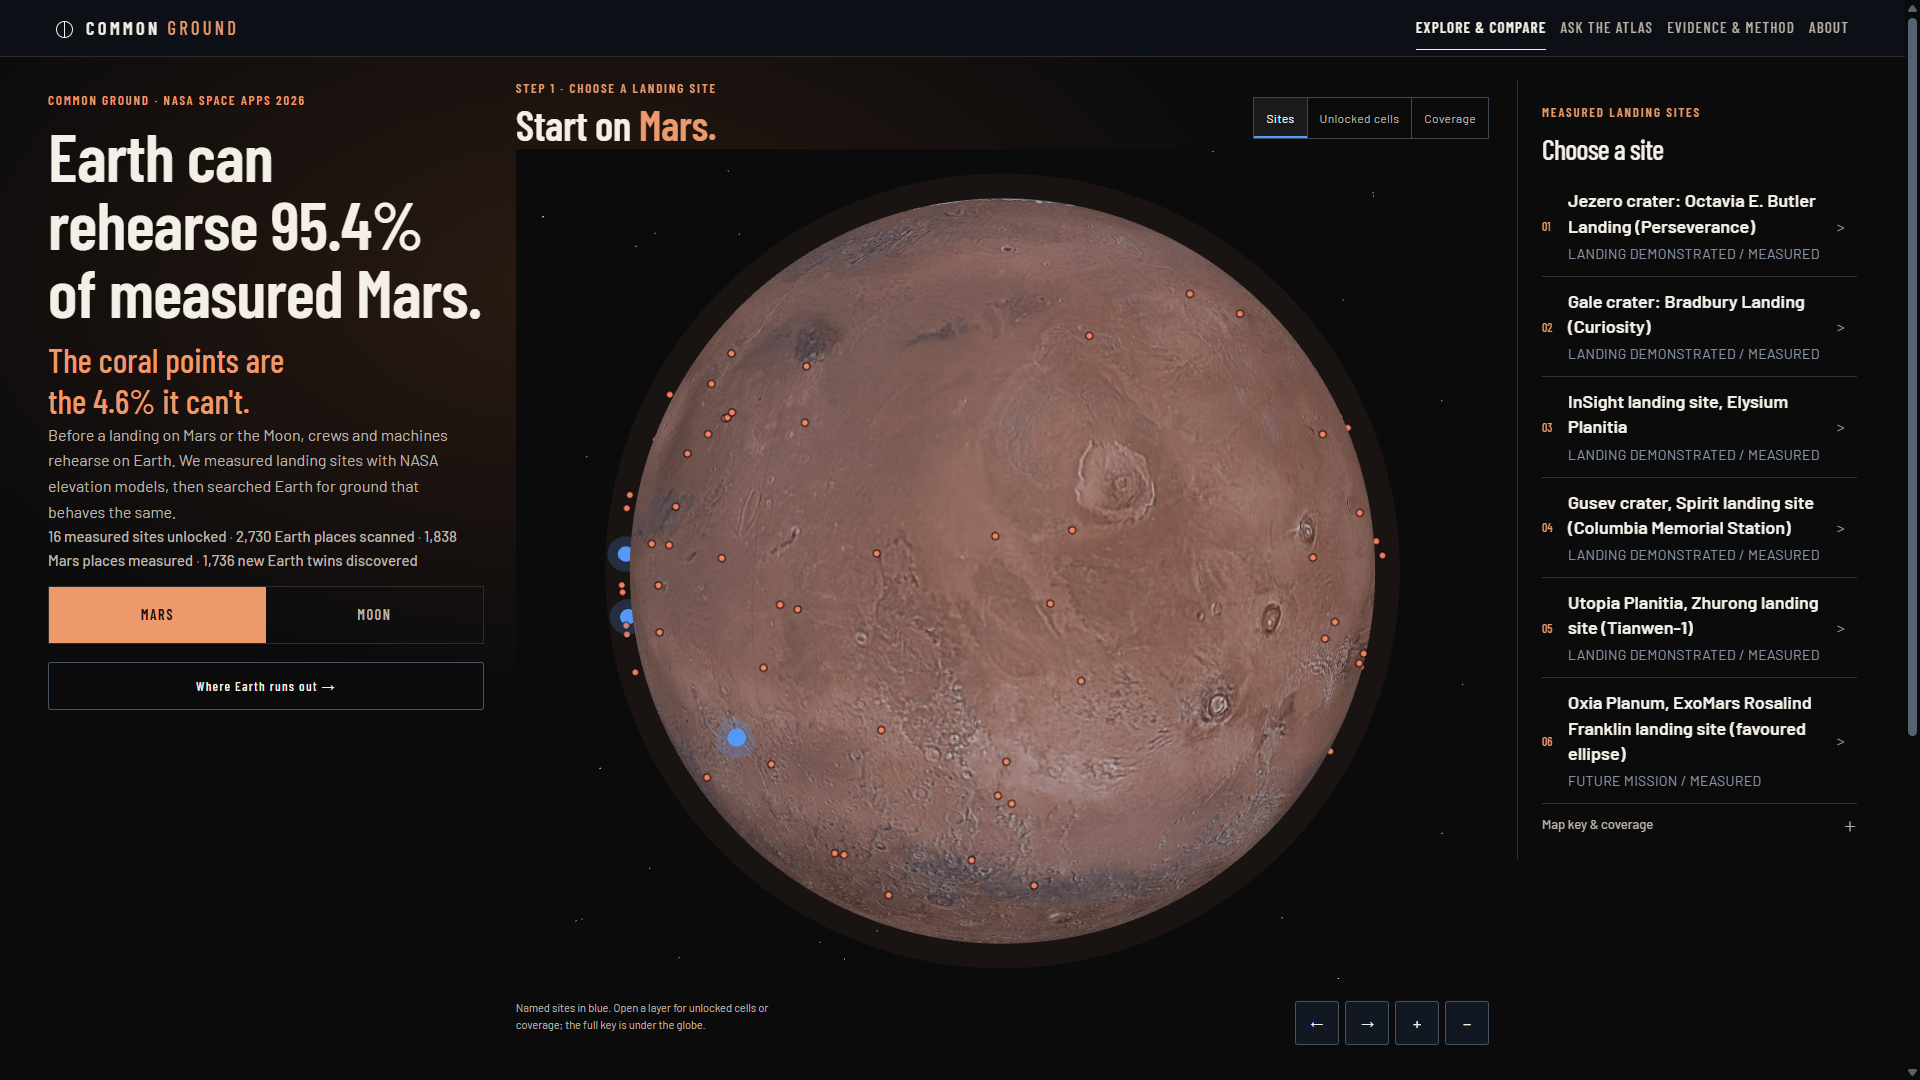 COMMON GROUND
EXPLORE & COMPARE
ASK THE ATLAS
EVIDENCE & METHOD
ABOUT
COMMON GROUND · NASA SPACE APPS 2026
Earth can
rehearse 95.4%
of measured Mars.
The coral points are
the 4.6% it can't.
Before a landing on Mars or the Moon, crews and machines
rehearse on Earth. We measured landing sites with NASA
elevation models, then searched Earth for ground that
behaves the same.
16 measured sites unlocked · 2,730 Earth places scanned · 1,838
Mars places measured · 1,736 new Earth twins discovered
MARS
MOON
Where Earth runs out →
STEP 1 · CHOOSE A LANDING SITE
Start on Mars.
Sites
Unlocked cells
Coverage
Named sites in blue. Open a layer for unlocked cells or
coverage; the full key is under the globe.
← → + −
MEASURED LANDING SITES
Choose a site
01
Jezero crater: Octavia E. Butler
Landing (Perseverance)
>
LANDING DEMONSTRATED / MEASURED
02
Gale crater: Bradbury Landing
(Curiosity)
>
LANDING DEMONSTRATED / MEASURED
03
InSight landing site, Elysium
Planitia
>
LANDING DEMONSTRATED / MEASURED
04
Gusev crater, Spirit landing site
(Columbia Memorial Station)
>
LANDING DEMONSTRATED / MEASURED
05
Utopia Planitia, Zhurong landing
site (Tianwen-1)
>
LANDING DEMONSTRATED / MEASURED
06
Oxia Planum, ExoMars Rosalind
Franklin landing site (favoured
ellipse)
>
FUTURE MISSION / MEASURED
Map key & coverage +